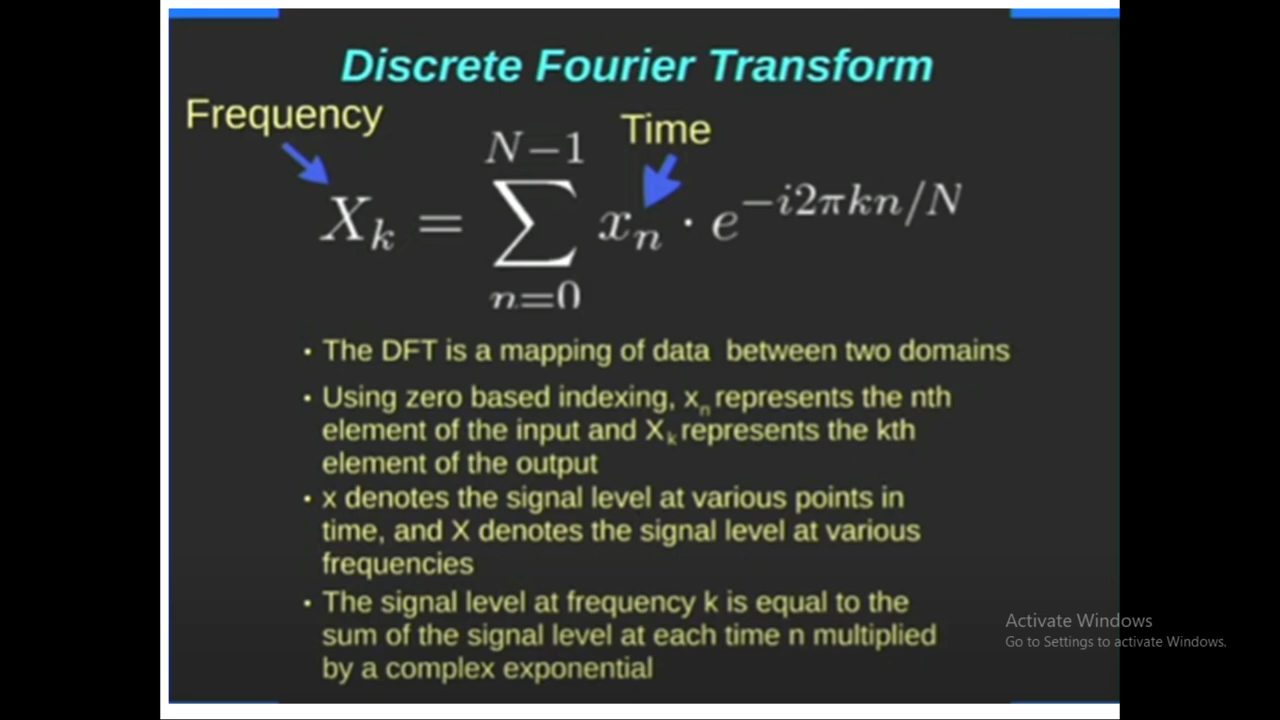 Discrete Fourier Transform
Frequency
Time
N−1
X_k = ∑ x_n · e^{−i2πkn/N}
n=0
• The DFT is a mapping of data between two domains
• Using zero based indexing, x_n represents the nth
element of the input and X_k represents the kth
element of the output
• x denotes the signal level at various points in
time, and X denotes the signal level at various
frequencies
• The signal level at frequency k is equal to the
sum of the signal level at each time n multiplied
by a complex exponential
Activate Windows
Go to Settings to activate Windows.